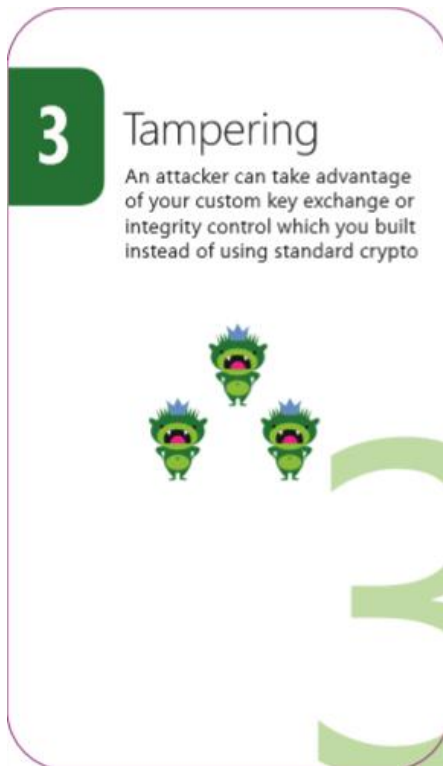 3
Tampering
An attacker can take advantage
of your custom key exchange or
integrity control which you built
instead of using standard crypto
3